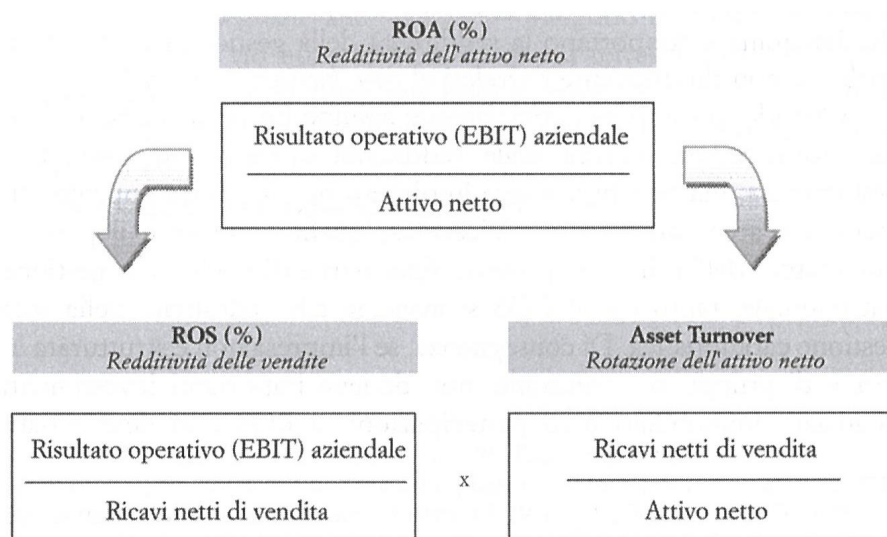 ROA (%)
Redditività dell'attivo netto
Risultato operativo (EBIT) aziendale
Attivo netto
ROS (%)
Redditività delle vendite
Asset Turnover
Rotazione dell'attivo netto
Risultato operativo (EBIT) aziendale
Ricavi netti di vendita
x
Ricavi netti di vendita
Attivo netto